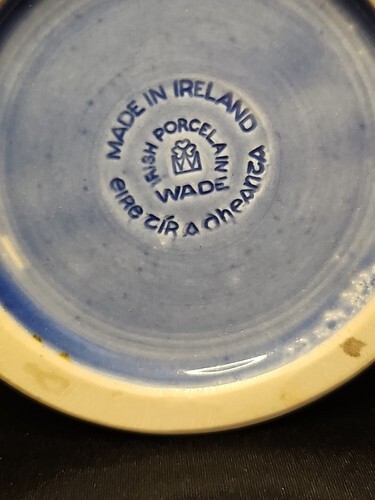 MADE IN IRELAND
IRISH PORCELAIN
WADE
eire tír a dheanta